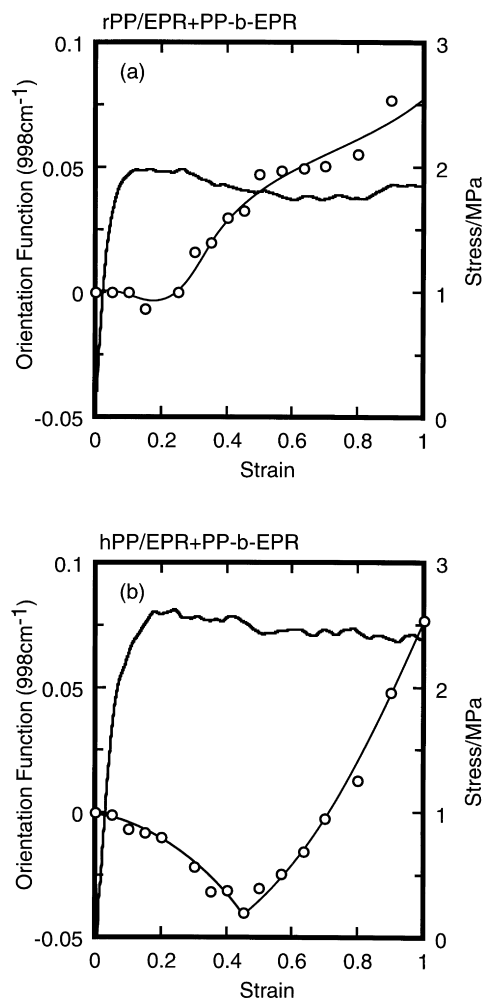 rPP/EPR+PP-b-EPR
(a)
0.1
0.05
0
-0.05
Orientation Function (998cm-1)
3
2
1
0
Stress/MPa
0 0.2 0.4 0.6 0.8 1
Strain
hPP/EPR+PP-b-EPR
(b)
0.1
0.05
0
-0.05
Orientation Function (998cm-1)
3
2
1
0
Stress/MPa
0 0.2 0.4 0.6 0.8 1
Strain